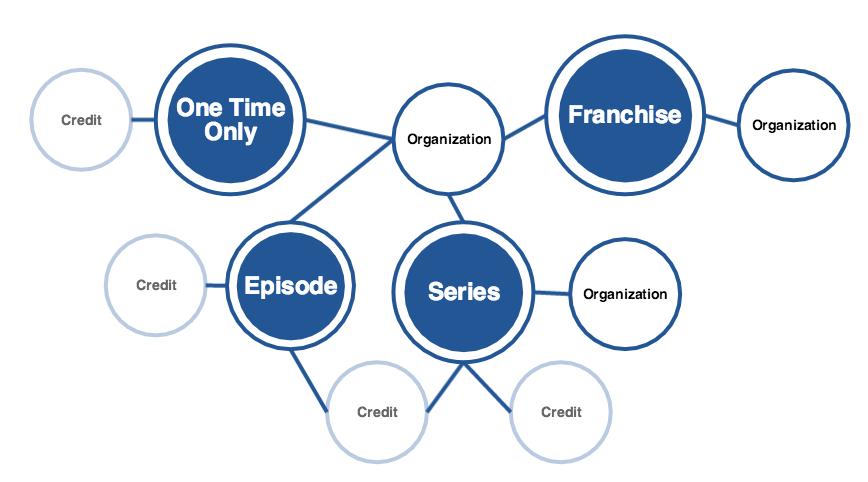 Credit
One Time
Only
Organization
Franchise
Organization
Credit
Episode
Series
Organization
Credit
Credit